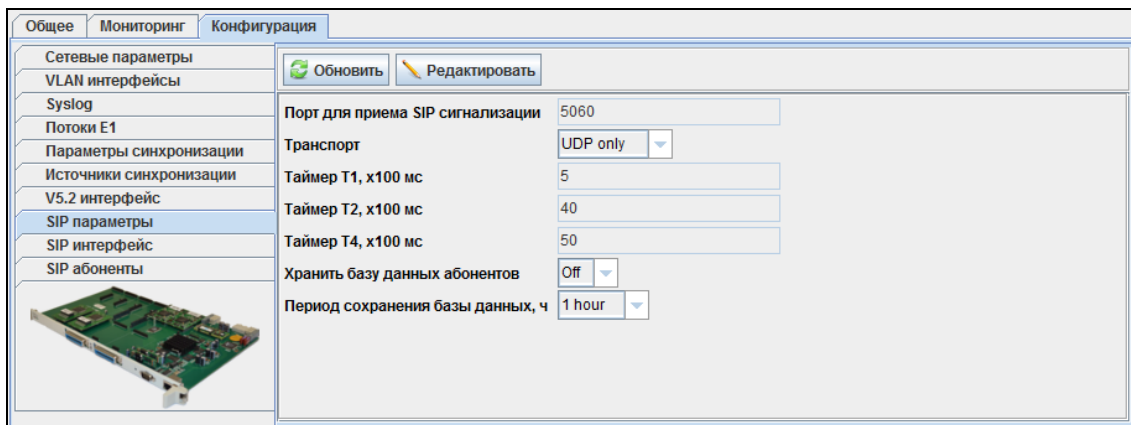 Общее Мониторинг Конфигурация
Сетевые параметры
VLAN интерфейсы
Syslog
Потоки E1
Параметры синхронизации
Источники синхронизации
V5.2 интерфейс
SIP параметры
SIP интерфейс
SIP абоненты
Обновить Редактировать
Порт для приема SIP сигнализации 5060
Транспорт UDP only
Таймер T1, x100 мс 5
Таймер T2, x100 мс 40
Таймер T4, x100 мс 50
Хранить базу данных абонентов Off
Период сохранения базы данных, ч 1 hour